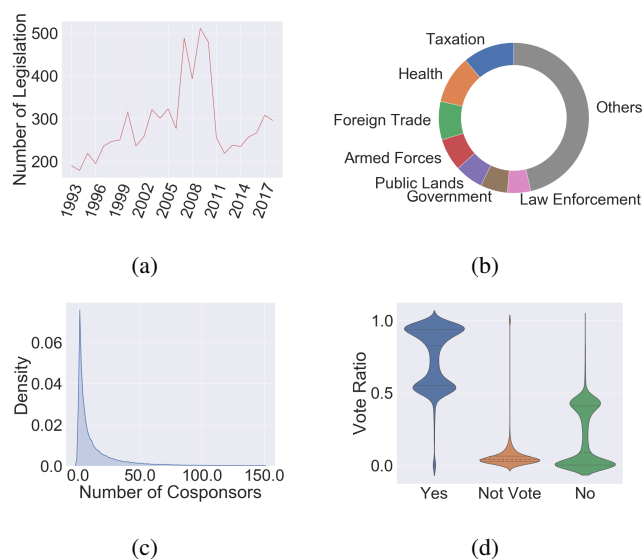 Number of Legislation
500
400
300
200
1993
1996
1999
2002
2005
2008
2011
2014
2017
(a)
Taxation
Health
Foreign Trade
Armed Forces
Public Lands
Government
Law Enforcement
Others
(b)
Density
0.06
0.04
0.02
0.0
0.0
50.0
100.0
150.0
Number of Cosponsors
(c)
Vote Ratio
1.0
0.5
0.0
Yes
Not Vote
No
(d)